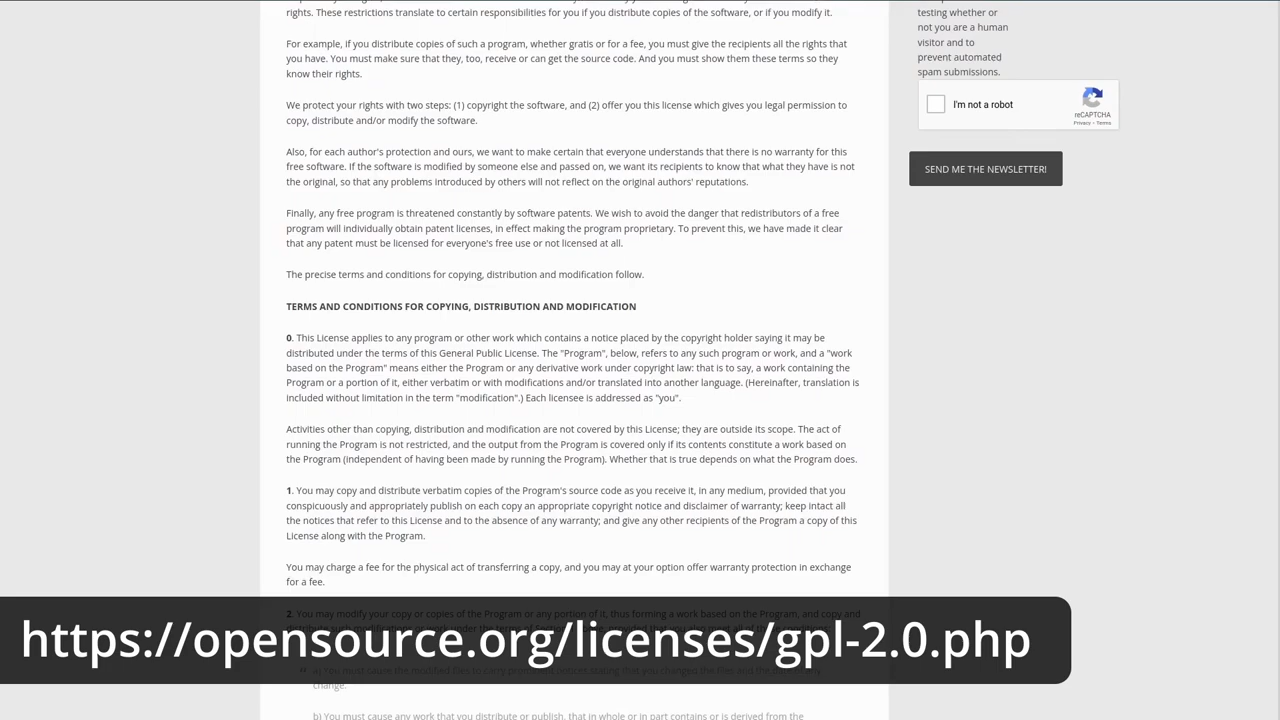 rights. These restrictions translate to certain responsibilities for you if you distribute copies of the software, or if you modify it.
For example, if you distribute copies of such a program, whether gratis or for a fee, you must give the recipients all the rights that
you have. You must make sure that they, too, receive or can get the source code. And you must show them these terms so they
know their rights.
We protect your rights with two steps: (1) copyright the software, and (2) offer you this license which gives you legal permission to
copy, distribute and/or modify the software.
Also, for each author's protection and ours, we want to make certain that everyone understands that there is no warranty for this
free software. If the software is modified by someone else and passed on, we want its recipients to know that what they have is not
the original, so that any problems introduced by others will not reflect on the original authors' reputations.
Finally, any free program is threatened constantly by software patents. We wish to avoid the danger that redistributors of a free
program will individually obtain patent licenses, in effect making the program proprietary. To prevent this, we have made it clear
that any patent must be licensed for everyone's free use or not licensed at all.
The precise terms and conditions for copying, distribution and modification follow.
TERMS AND CONDITIONS FOR COPYING, DISTRIBUTION AND MODIFICATION
0. This License applies to any program or other work which contains a notice placed by the copyright holder saying it may be
distributed under the terms of this General Public License. The "Program", below, refers to any such program or work, and a "work
based on the Program" means either the Program or any derivative work under copyright law: that is to say, a work containing the
Program or a portion of it, either verbatim or with modifications and/or translated into another language. (Hereinafter, translation is
included without limitation in the term "modification".) Each licensee is addressed as "you".
Activities other than copying, distribution and modification are not covered by this License; they are outside its scope. The act of
running the Program is not restricted, and the output from the Program is covered only if its contents constitute a work based on
the Program (independent of having been made by running the Program). Whether that is true depends on what the Program does.
1. You may copy and distribute verbatim copies of the Program's source code as you receive it, in any medium, provided that you
conspicuously and appropriately publish on each copy an appropriate copyright notice and disclaimer of warranty; keep intact all
the notices that refer to this License and to the absence of any warranty; and give any other recipients of the Program a copy of this
License along with the Program.
You may charge a fee for the physical act of transferring a copy, and you may at your option offer warranty protection in exchange
for a fee.
2. You may modify your copy or copies of the Program or any portion of it, thus forming a work based on the Program, and copy and
https://opensource.org/licenses/gpl-2.0.php
a) You must cause the modified files to carry prominent notices stating that you changed the files and the date of any
change.
b) You must cause any work that you distribute or publish, that in whole or in part contains or is derived from the
testing whether or
not you are a human
visitor and to
prevent automated
spam submissions.
I'm not a robot
reCAPTCHA
Privacy - Terms
SEND ME THE NEWSLETTER!